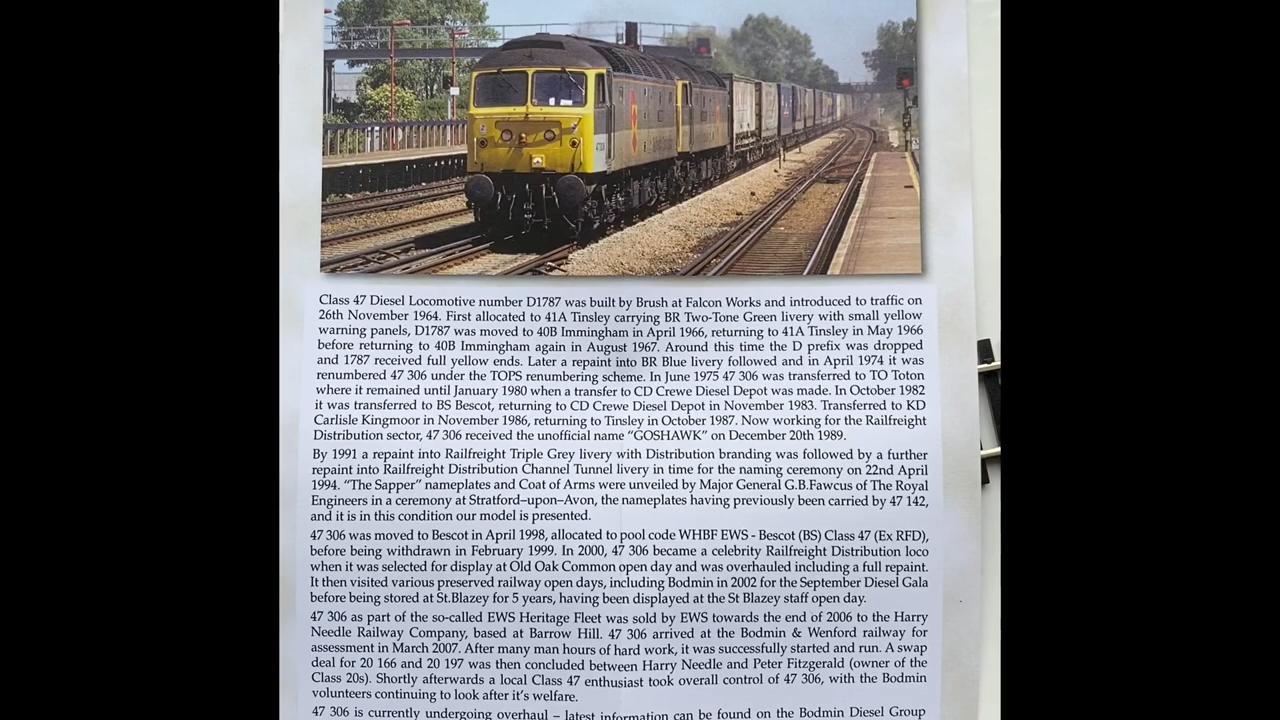 Class 47 Diesel Locomotive number D1787 was built by Brush at Falcon Works and introduced to traffic on
26th November 1964. First allocated to 41A Tinsley carrying BR Two-Tone Green livery with small yellow
warning panels, D1787 was moved to 40B Immingham in April 1966, returning to 41A Tinsley in May 1966
before returning to 40B Immingham again in August 1967. Around this time the D prefix was dropped
and 1787 received full yellow ends. Later a repaint into BR Blue livery followed and in April 1974 it was
renumbered 47 306 under the TOPS renumbering scheme. In June 1975 47 306 was transferred to TO Toton
where it remained until January 1980 when a transfer to CD Crewe Diesel Depot was made. In October 1982
it was transferred to BS Bescot, returning to CD Crewe Diesel Depot in November 1983. Transferred to KD
Carlisle Kingmoor in November 1986, returning to Tinsley in October 1987. Now working for the Railfreight
Distribution sector, 47 306 received the unofficial name “GOSHAWK” on December 20th 1989.
By 1991 a repaint into Railfreight Triple Grey livery with Distribution branding was followed by a further
repaint into Railfreight Distribution Channel Tunnel livery in time for the naming ceremony on 22nd April
1994. “The Sapper” nameplates and Coat of Arms were unveiled by Major General G.B.Fawcus of The Royal
Engineers in a ceremony at Stratford–upon–Avon, the nameplates having previously been carried by 47 142,
and it is in this condition our model is presented.
47 306 was moved to Bescot in April 1998, allocated to pool code WHBF EWS - Bescot (BS) Class 47 (Ex RFD),
before being withdrawn in February 1999. In 2000, 47 306 became a celebrity Railfreight Distribution loco
when it was selected for display at Old Oak Common open day and was overhauled including a full repaint.
It then visited various preserved railway open days, including Bodmin in 2002 for the September Diesel Gala
before being stored at St.Blazey for 5 years, having been displayed at the St Blazey staff open day.
47 306 as part of the so-called EWS Heritage Fleet was sold by EWS towards the end of 2006 to the Harry
Needle Railway Company, based at Barrow Hill. 47 306 arrived at the Bodmin & Wenford railway for
assessment in March 2007. After many man hours of hard work, it was successfully started and run. A swap
deal for 20 166 and 20 197 was then concluded between Harry Needle and Peter Fitzgerald (owner of the
Class 20s). Shortly afterwards a local Class 47 enthusiast took overall control of 47 306, with the Bodmin
volunteers continuing to look after it’s welfare.
47 306 is currently undergoing overhaul – latest information can be found on the Bodmin Diesel Group